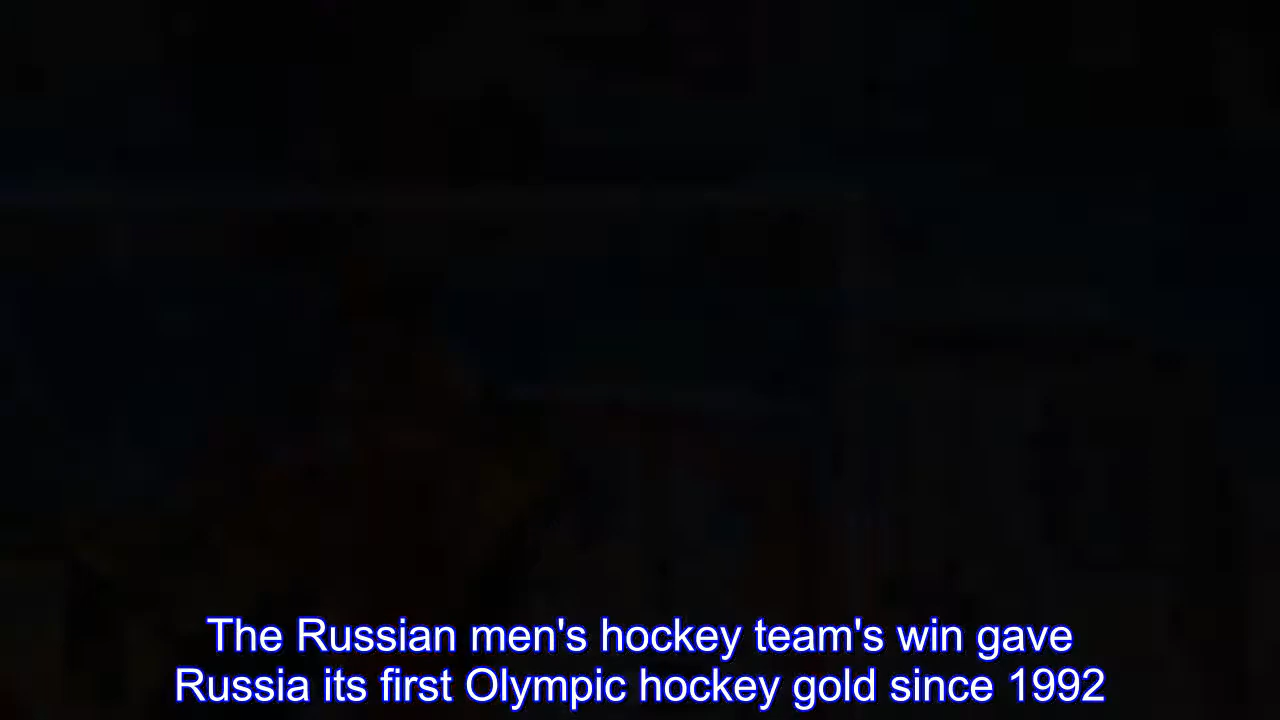 The Russian men's hockey team's win gave
Russia its first Olympic hockey gold since 1992